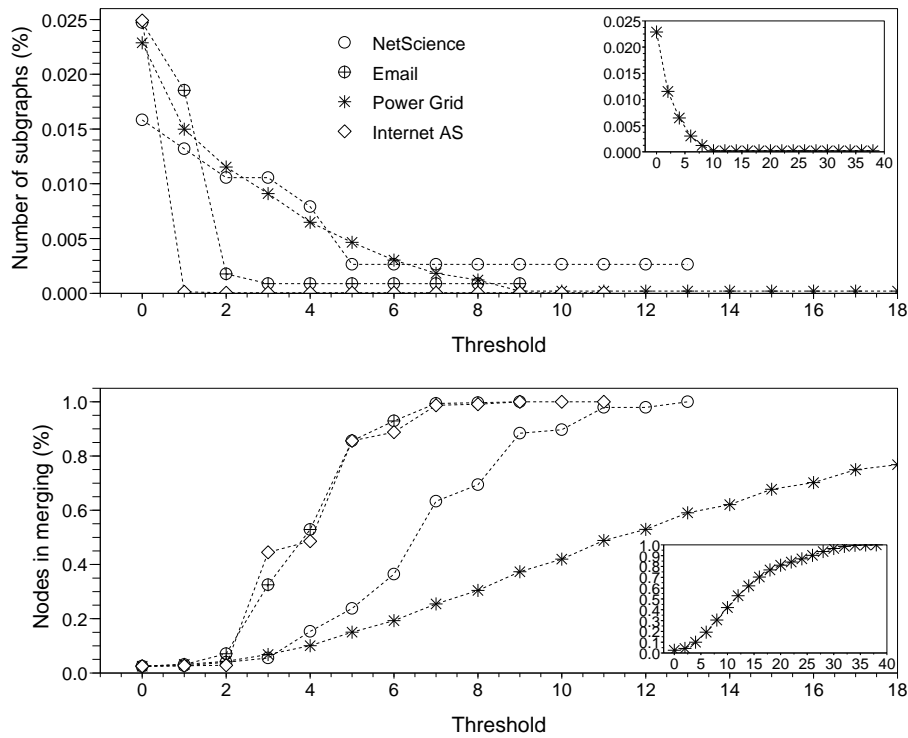 Number of subgraphs (%)
0.025
0.020
0.015
0.010
0.005
0.000
NetScience
Email
Power Grid
Internet AS
0.025
0.020
0.015
0.010
0.005
0.000
0 5 10 15 20 25 30 35 40
0 2 4 6 8 10 12 14 16 18
Threshold
Nodes in merging (%)
1.0
0.8
0.6
0.4
0.2
0.0
1.0
0.9
0.8
0.7
0.6
0.5
0.4
0.3
0.2
0.1
0.0
0 5 10 15 20 25 30 35 40
0 2 4 6 8 10 12 14 16 18
Threshold